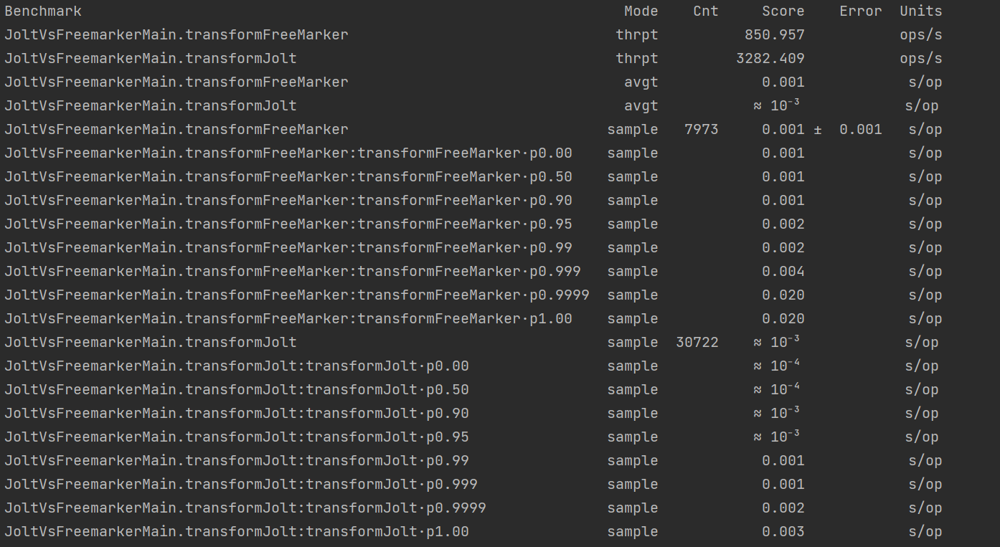 Benchmark Mode Cnt Score Error Units
JoltVsFreemarkerMain.transformFreeMarker thrpt 850.957 ops/s
JoltVsFreemarkerMain.transformJolt thrpt 3282.409 ops/s
JoltVsFreemarkerMain.transformFreeMarker avgt 0.001 s/op
JoltVsFreemarkerMain.transformJolt avgt ≈ 10⁻³ s/op
JoltVsFreemarkerMain.transformFreeMarker sample 7973 0.001 ± 0.001 s/op
JoltVsFreemarkerMain.transformFreeMarker:transformFreeMarker·p0.00 sample 0.001 s/op
JoltVsFreemarkerMain.transformFreeMarker:transformFreeMarker·p0.50 sample 0.001 s/op
JoltVsFreemarkerMain.transformFreeMarker:transformFreeMarker·p0.90 sample 0.001 s/op
JoltVsFreemarkerMain.transformFreeMarker:transformFreeMarker·p0.95 sample 0.002 s/op
JoltVsFreemarkerMain.transformFreeMarker:transformFreeMarker·p0.99 sample 0.002 s/op
JoltVsFreemarkerMain.transformFreeMarker:transformFreeMarker·p0.999 sample 0.004 s/op
JoltVsFreemarkerMain.transformFreeMarker:transformFreeMarker·p0.9999 sample 0.020 s/op
JoltVsFreemarkerMain.transformFreeMarker:transformFreeMarker·p1.00 sample 0.020 s/op
JoltVsFreemarkerMain.transformJolt sample 30722 ≈ 10⁻³ s/op
JoltVsFreemarkerMain.transformJolt:transformJolt·p0.00 sample ≈ 10⁻⁴ s/op
JoltVsFreemarkerMain.transformJolt:transformJolt·p0.50 sample ≈ 10⁻⁴ s/op
JoltVsFreemarkerMain.transformJolt:transformJolt·p0.90 sample ≈ 10⁻³ s/op
JoltVsFreemarkerMain.transformJolt:transformJolt·p0.95 sample ≈ 10⁻³ s/op
JoltVsFreemarkerMain.transformJolt:transformJolt·p0.99 sample 0.001 s/op
JoltVsFreemarkerMain.transformJolt:transformJolt·p0.999 sample 0.001 s/op
JoltVsFreemarkerMain.transformJolt:transformJolt·p0.9999 sample 0.002 s/op
JoltVsFreemarkerMain.transformJolt:transformJolt·p1.00 sample 0.003 s/op